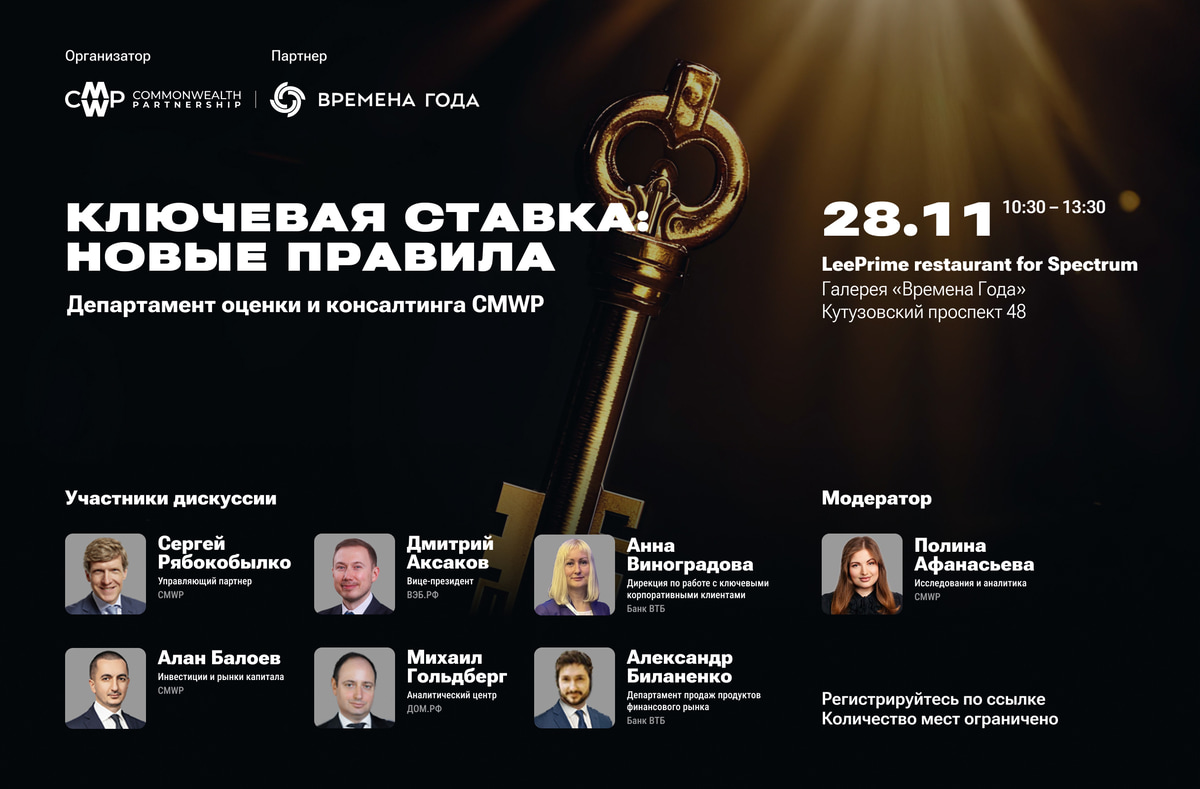 Организатор
Партнер
CMWP
COMMONWEALTH
PARTNERSHIP
ВРЕМЕНА ГОДА
КЛЮЧЕВАЯ СТАВКА:
НОВЫЕ ПРАВИЛА
Департамент оценки и консалтинга CMWP
28.11 10:30 – 13:30
LeePrime restaurant for Spectrum
Галерея «Времена Года»
Кутузовский проспект 48
Участники дискуссии
Сергей
Рябокобылко
Управляющий партнер
CMWP
Дмитрий
Аксаков
Вице-президент
ВЭБ.РФ
Анна
Виноградова
Дирекция по работе с ключевыми
корпоративными клиентами
Банк ВТБ
Алан Балоев
Инвестиции и рынки капитала
CMWP
Михаил
Гольдберг
Аналитический центр
ДОМ.РФ
Александр
Биланенко
Департамент продаж продуктов
финансового рынка
Банк ВТБ
Модератор
Полина
Афанасьева
Исследования и аналитика
CMWP
Регистрируйтесь по ссылке
Количество мест ограничено